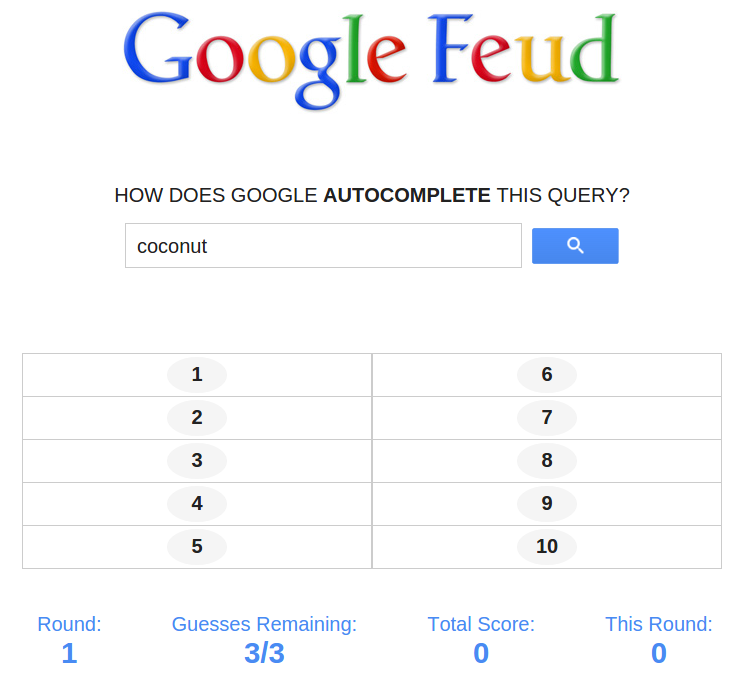 Google Feud
HOW DOES GOOGLE AUTOCOMPLETE THIS QUERY?
coconut
1 6
2 7
3 8
4 9
5 10
Round: Guesses Remaining: Total Score: This Round:
1 3/3 0 0